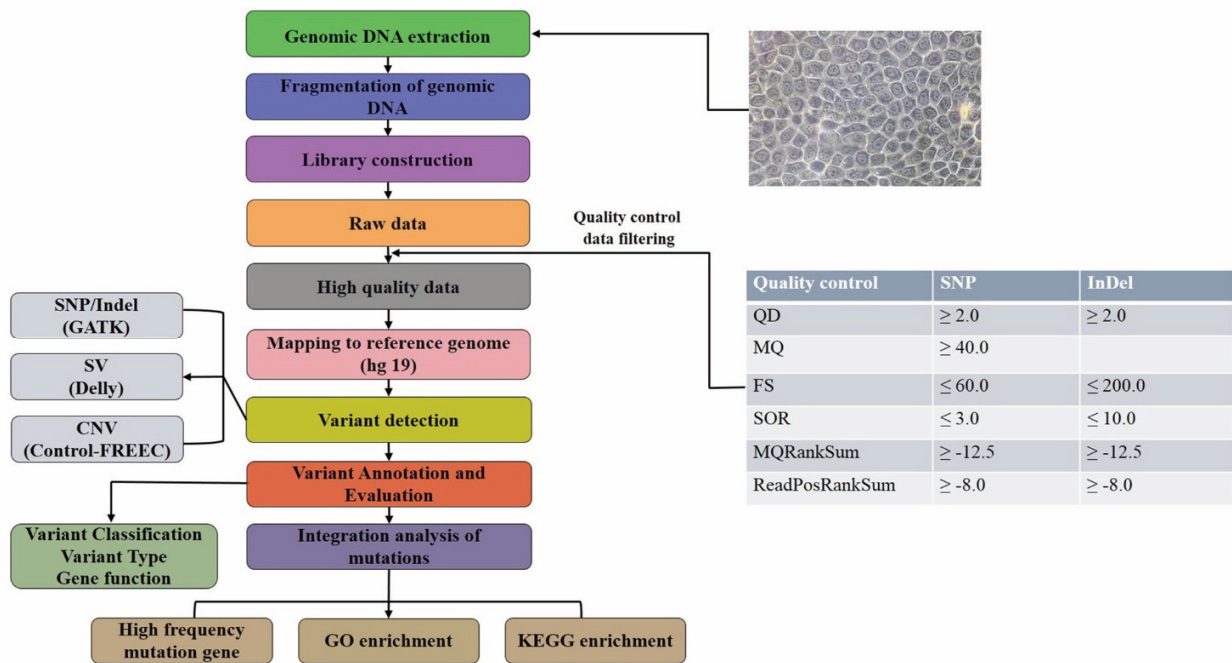 Genomic DNA extraction
Fragmentation of genomic
DNA
Library construction
Raw data
Quality control
data filtering
High quality data
Mapping to reference genome
(hg 19)
Variant detection
SNP/Indel
(GATK)
SV
(Delly)
CNV
(Control-FREEC)
Variant Annotation and
Evaluation
Variant Classification
Variant Type
Gene function
Integration analysis of
mutations
High frequency
mutation gene
GO enrichment
KEGG enrichment
Quality control SNP InDel
QD ≥ 2.0 ≥ 2.0
MQ ≥ 40.0
FS ≤ 60.0 ≤ 200.0
SOR ≤ 3.0 ≤ 10.0
MQRankSum ≥ -12.5 ≥ -12.5
ReadPosRankSum ≥ -8.0 ≥ -8.0